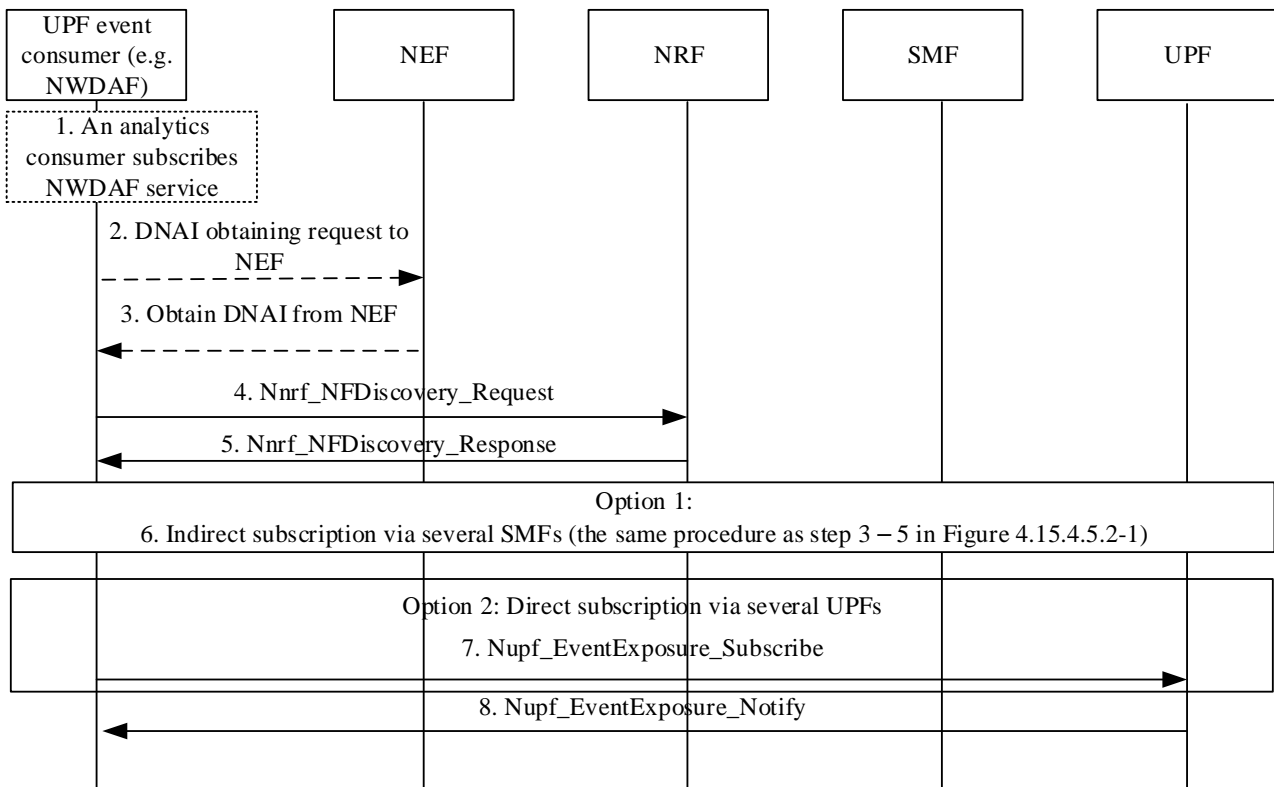 UPF event
consumer (e.g.
NWDAF)
NEF
NRF
SMF
UPF
1. An analytics
consumer subscribes
NWDAF service
2. DNAI obtaining request to
NEF
3. Obtain DNAI from NEF
4. Nnrf_NFDiscovery_Request
5. Nnrf_NFDiscovery_Response
Option 1:
6. Indirect subscription via several SMFs (the same procedure as step 3 – 5 in Figure 4.15.4.5.2-1)
Option 2: Direct subscription via several UPFs
7. Nupf_EventExposure_Subscribe
8. Nupf_EventExposure_Notify